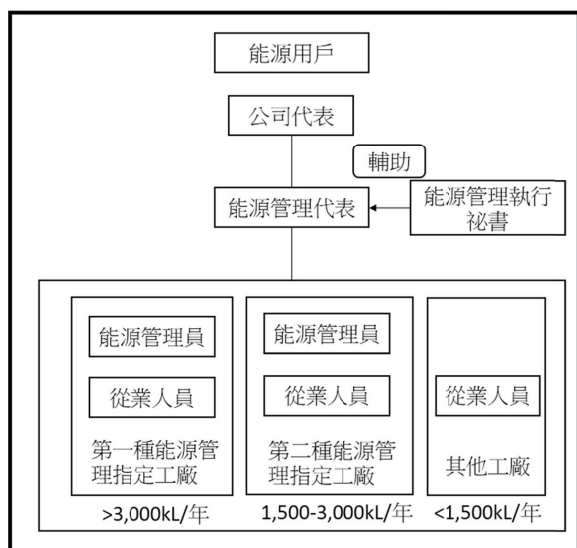 能源用戶
公司代表
輔助
能源管理代表
能源管理執行
祕書
能源管理員
從業人員
第一種能源管
理指定工廠
>3,000kL/年
能源管理員
從業人員
第二種能源管
理指定工廠
1,500-3,000kL/年
從業人員
其他工廠
<1,500kL/年